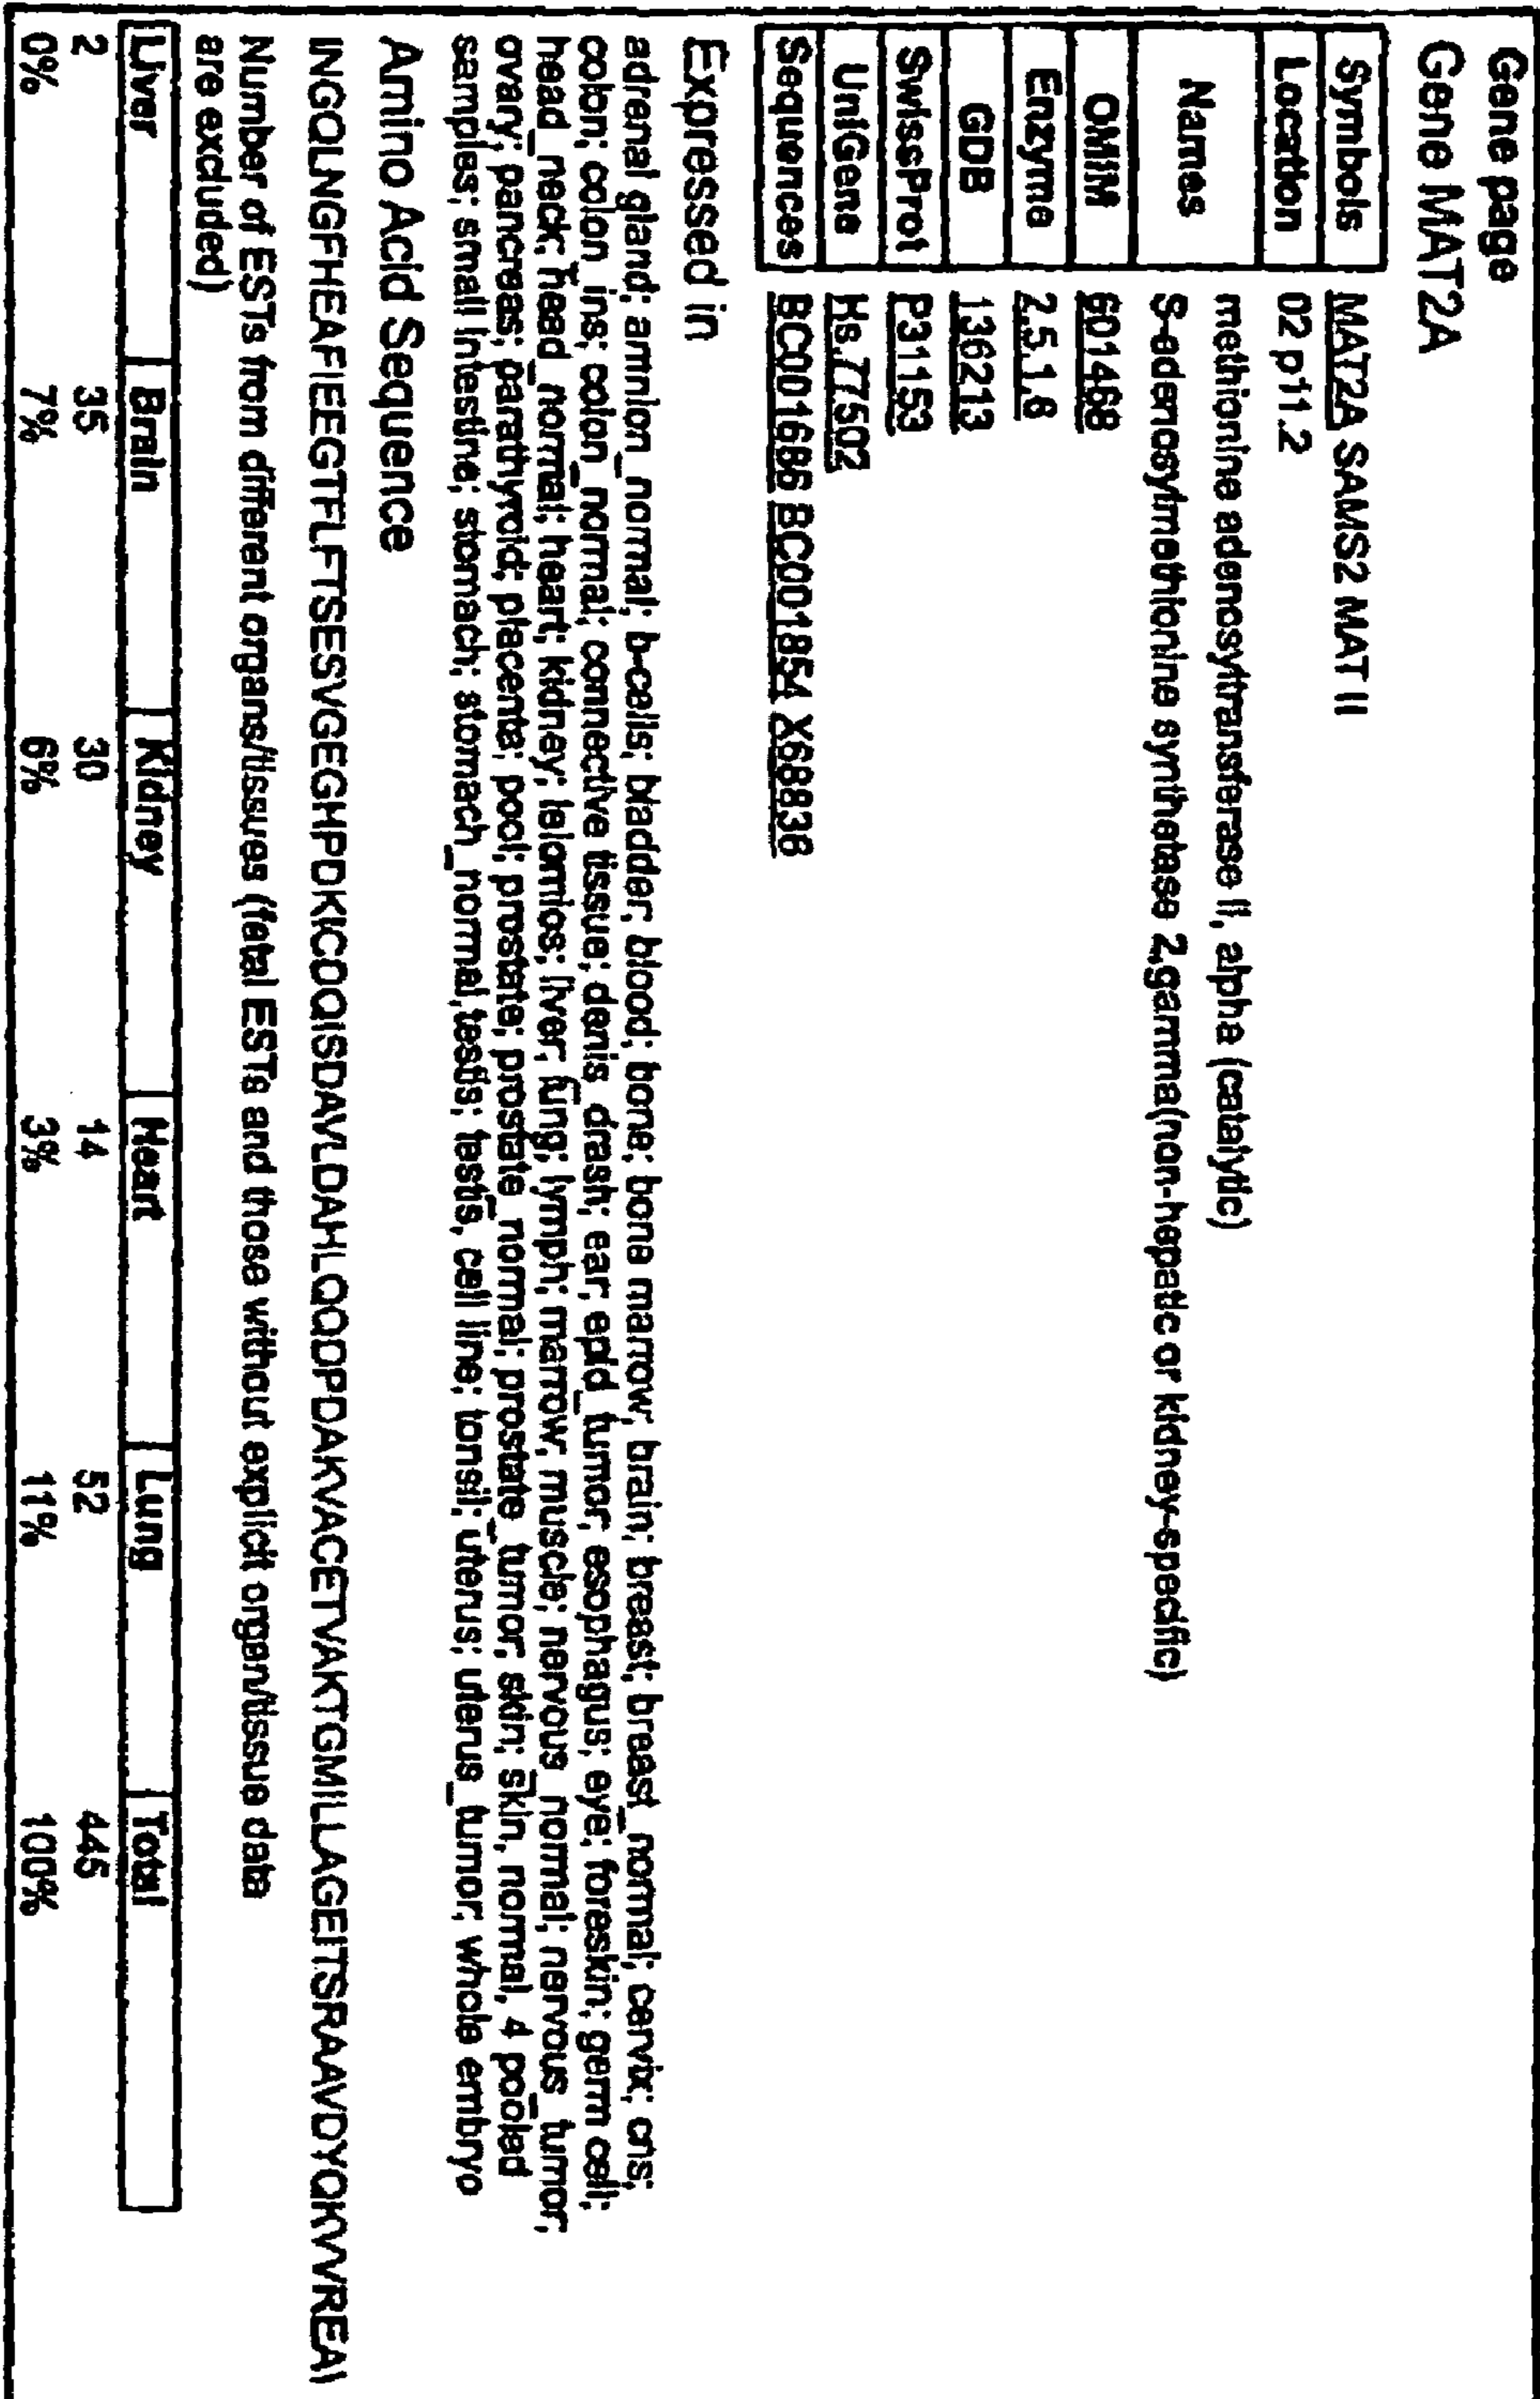 Gene page
Gene MAT2A
Symbols MAT2A SAMS2 MAT II
Location 02 p11.2
Names methionine adenosyltransferase II, alpha (catalytic)
S-adenosylmethionine synthetase 2,gamma(non-hepatic or kidney-specific)
OMIM 601468
Enzyme 2.5.1.6
GDB 136213
SwissProt P31153
UniGene Hs.77502
Sequences BC001686 BC001854 X68836
Expressed in
adrenal gland; amnion_normal; b-cells; bladder; blood; bone; bone marrow; brain; breast; breast_normal; cervix; cns;
colon; colon_ins; colon_normal; connective tissue; denis_drash; ear; epid_tumor; esophagus; eye; foreskin; germ cell;
head_neck; head_normal; heart; kidney; leiomios; liver; lung; lymph; marrow; muscle; nervous_normal; nervous_tumor;
ovary; pancreas; parathyroid; placenta; pool; prostate; prostate_normal; prostate_tumor; skin; skin, normal, 4 pooled
samples; small intestine; stomach; stomach_normal; testis; testis, cell line; tonsil; uterus; uterus_tumor; whole embryo
Amino Acid Sequence
INGQLNGFHEAFIEEGTFLFTSESVGEGHPDKICDQISDAVLDAHLQQDPDAKVACETVAKTGMILLAGEITSRAAVDYQKVVREAI
Number of ESTs from different organs/tissues (fetal ESTs and those without explicit organ/tissue data
are excluded)
Liver Brain Kidney Heart Lung Total
2 35 30 14 52 445
0% 7% 6% 3% 11% 100%